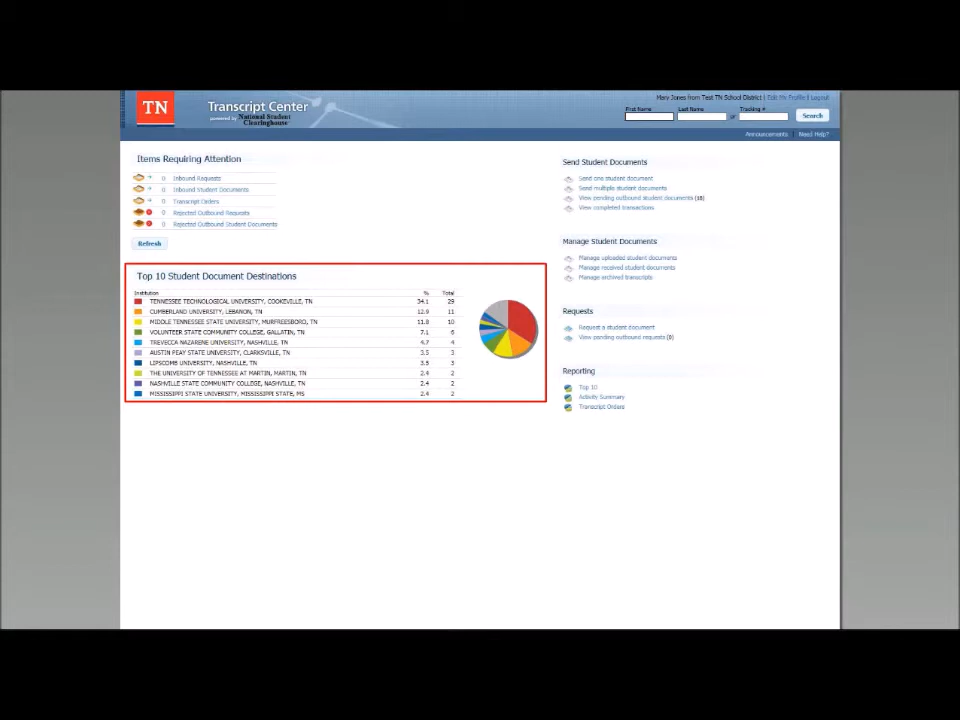 TN
Transcript Center
powered by National Student Clearinghouse
Mary Jones from Test TN School District | Edit My Profile | Logout
First Name Last Name Tracking #
or Search
Announcements | Need Help?
Items Requiring Attention
0 Inbound Requests
0 Inbound Student Documents
0 Transcript Orders
0 Rejected Outbound Requests
0 Rejected Outbound Student Documents
Refresh
Top 10 Student Document Destinations
Institution % Total
TENNESSEE TECHNOLOGICAL UNIVERSITY, COOKEVILLE, TN 34.1 29
CUMBERLAND UNIVERSITY, LEBANON, TN 12.9 11
MIDDLE TENNESSEE STATE UNIVERSITY, MURFREESBORO, TN 11.8 10
VOLUNTEER STATE COMMUNITY COLLEGE, GALLATIN, TN 7.1 6
TREVECCA NAZARENE UNIVERSITY, NASHVILLE, TN 4.7 4
AUSTIN PEAY STATE UNIVERSITY, CLARKSVILLE, TN 3.5 3
LIPSCOMB UNIVERSITY, NASHVILLE, TN 3.5 3
THE UNIVERSITY OF TENNESSEE AT MARTIN, MARTIN, TN 2.4 2
NASHVILLE STATE COMMUNITY COLLEGE, NASHVILLE, TN 2.4 2
MISSISSIPPI STATE UNIVERSITY, MISSISSIPPI STATE, MS 2.4 2
Send Student Documents
Send one student document
Send multiple student documents
View pending outbound student documents (18)
View completed transactions
Manage Student Documents
Manage uploaded student documents
Manage received student documents
Manage archived transcripts
Requests
Request a student document
View pending outbound requests (0)
Reporting
Top 10
Activity Summary
Transcript Orders